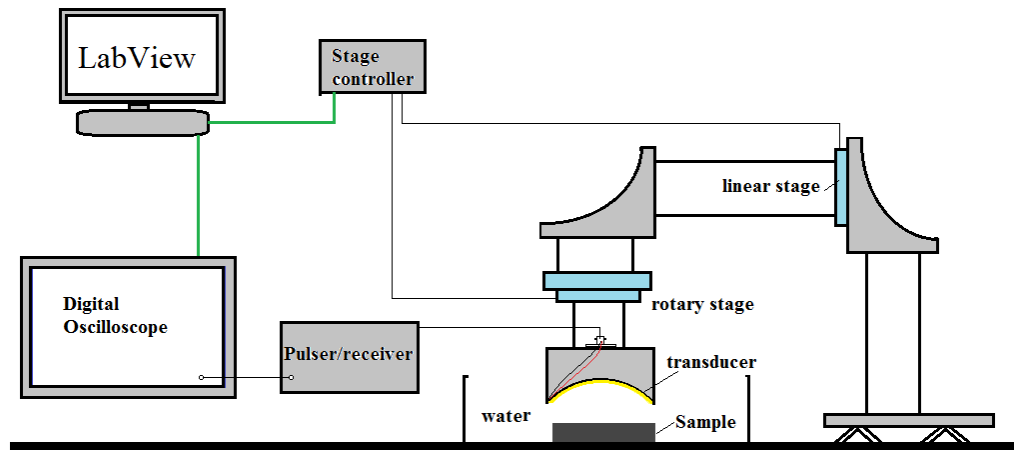 LabView
Stage
controller
linear stage
rotary stage
Digital
Oscilloscope
Pulser/receiver
transducer
water
Sample